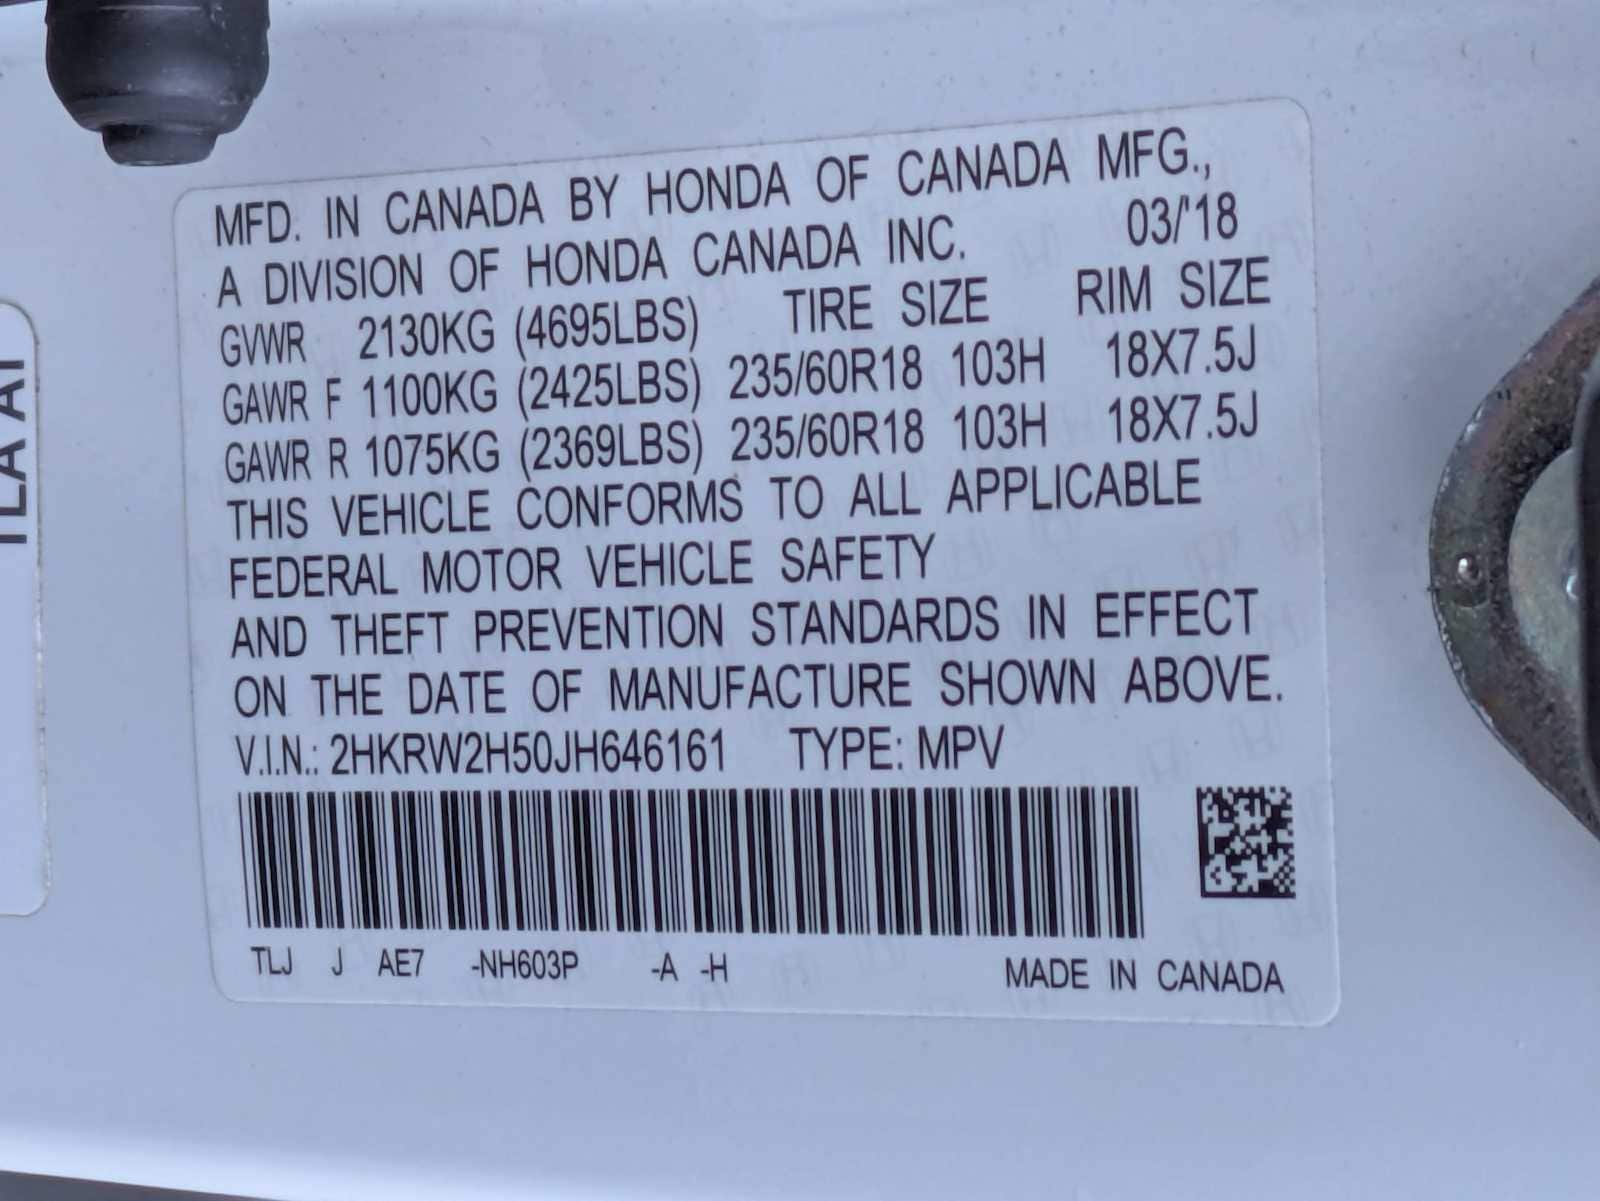 MFD. IN CANADA BY HONDA OF CANADA MFG.,
A DIVISION OF HONDA CANADA INC. 03/'18
GVWR 2130KG (4695LBS) TIRE SIZE RIM SIZE
GAWR F 1100KG (2425LBS) 235/60R18 103H 18X7.5J
GAWR R 1075KG (2369LBS) 235/60R18 103H 18X7.5J
THIS VEHICLE CONFORMS TO ALL APPLICABLE
FEDERAL MOTOR VEHICLE SAFETY
AND THEFT PREVENTION STANDARDS IN EFFECT
ON THE DATE OF MANUFACTURE SHOWN ABOVE.
V.I.N.: 2HKRW2H50JH646161 TYPE: MPV
TLJ J AE7 -NH603P -A -H MADE IN CANADA